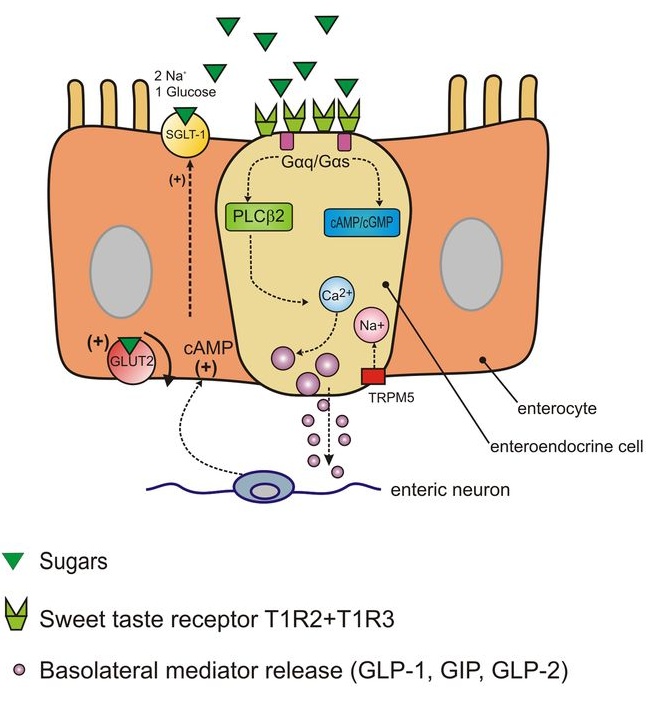 2 Na⁺
1 Glucose
SGLT-1
(+)
Gαq/Gαs
PLCβ2
cAMP/cGMP
Ca²⁺
Na+
(+)
GLUT2
cAMP
(+)
TRPM5
enterocyte
enteroendocrine cell
enteric neuron
Sugars
Sweet taste receptor T1R2+T1R3
Basolateral mediator release (GLP-1, GIP, GLP-2)